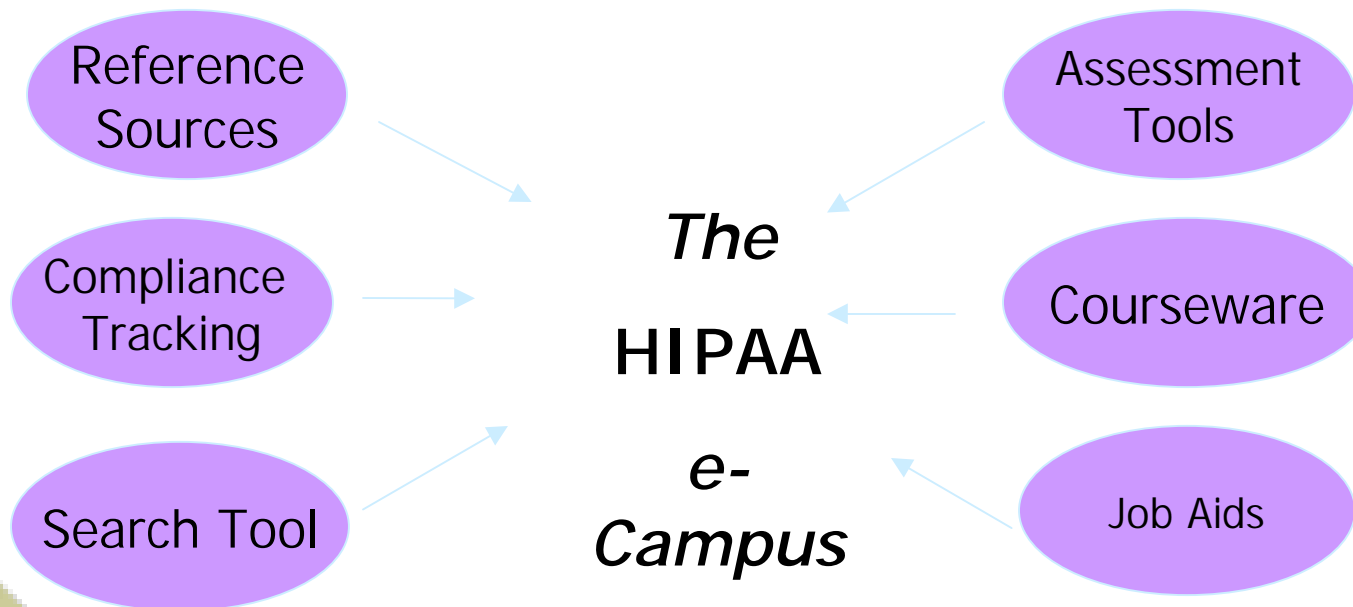 Reference
Sources
Compliance
Tracking
Search Tool
The
HIPAA
e-
Campus
Assessment
Tools
Courseware
Job Aids